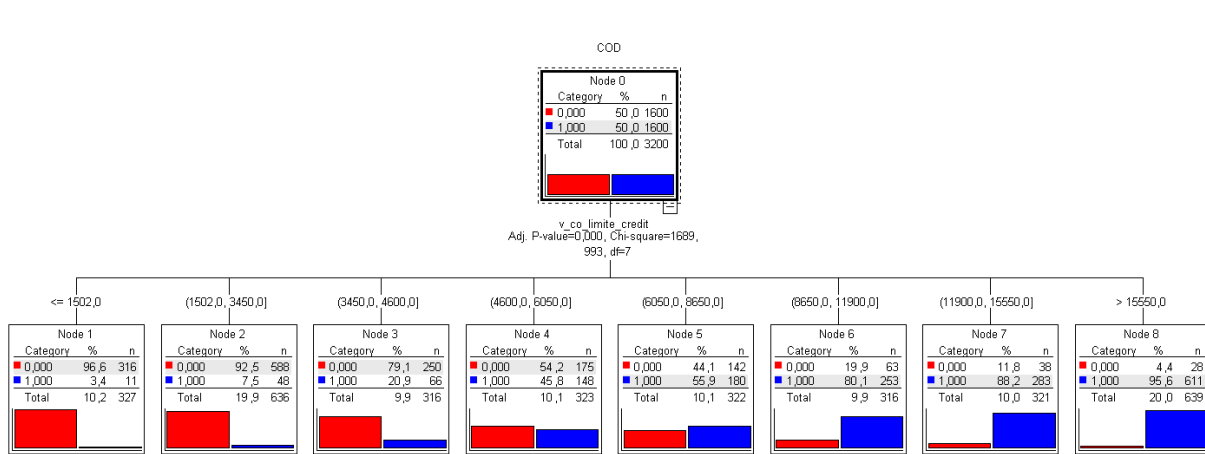 COD
Node 0
Category % n
0,000 50,0 1600
1,000 50,0 1600
Total 100,0 3200
v_co_limite_credit
Adj. P-value=0,000, Chi-square=1689,
993, df=7
<= 1502,0
(1502,0, 3450,0]
(3450,0, 4600,0]
(4600,0, 6050,0]
(6050,0, 8650,0]
(8650,0, 11900,0]
(11900,0, 15550,0]
> 15550,0
Node 1
Category % n
0,000 96,6 316
1,000 3,4 11
Total 10,2 327
Node 2
Category % n
0,000 92,5 588
1,000 7,5 48
Total 19,9 636
Node 3
Category % n
0,000 79,1 250
1,000 20,9 66
Total 9,9 316
Node 4
Category % n
0,000 54,2 175
1,000 45,8 148
Total 10,1 323
Node 5
Category % n
0,000 44,1 142
1,000 55,9 180
Total 10,1 322
Node 6
Category % n
0,000 19,9 63
1,000 80,1 253
Total 9,9 316
Node 7
Category % n
0,000 11,8 38
1,000 88,2 283
Total 10,0 321
Node 8
Category % n
0,000 4,4 28
1,000 95,6 611
Total 20,0 639